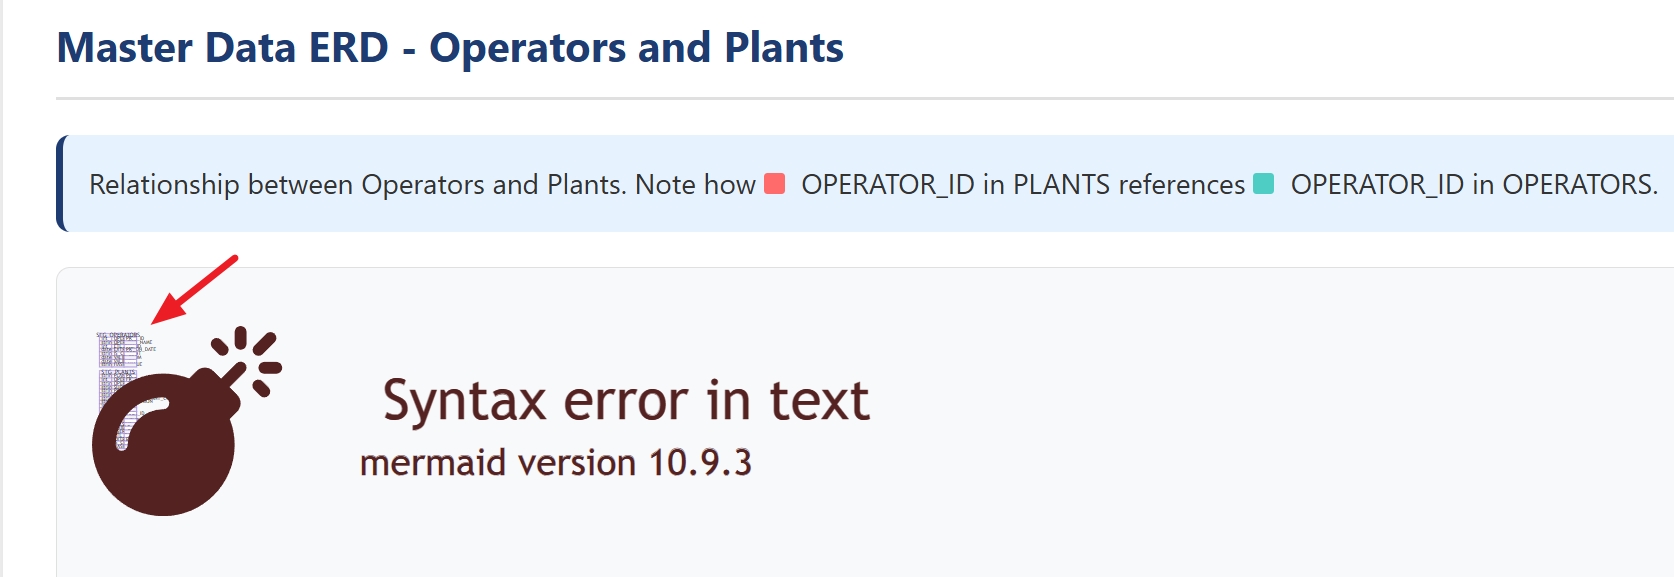 Master Data ERD - Operators and Plants
Relationship between Operators and Plants. Note how OPERATOR_ID in PLANTS references OPERATOR_ID in OPERATORS.
Syntax error in text
mermaid version 10.9.3